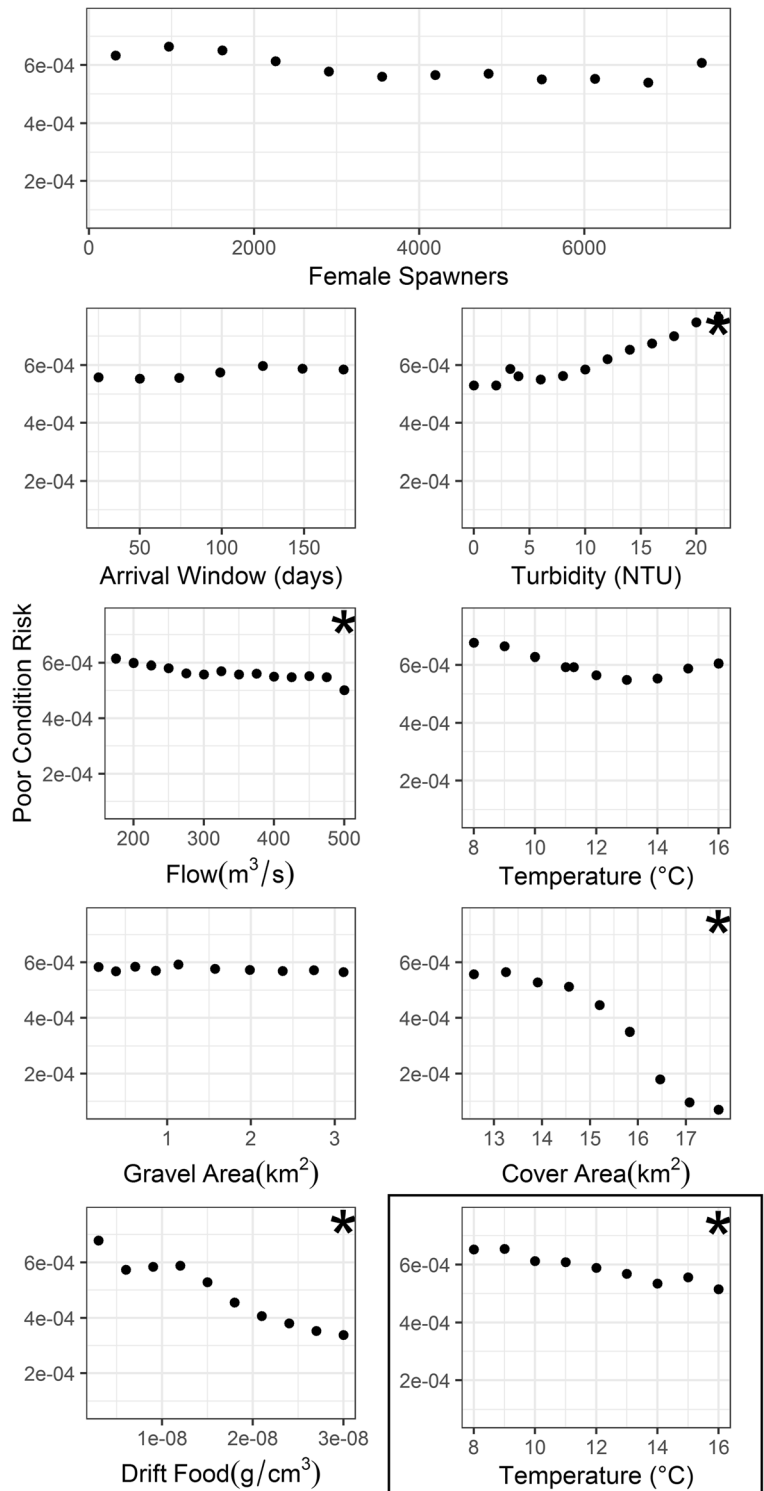 6e-04
4e-04
2e-04
0 2000 4000 6000
Female Spawners
6e-04
4e-04
2e-04
50 100 150
Arrival Window (days)
*
6e-04
4e-04
2e-04
0 5 10 15 20
Turbidity (NTU)
Poor Condition Risk
*
6e-04
4e-04
2e-04
200 300 400 500
Flow(m³/s)
6e-04
4e-04
2e-04
8 10 12 14 16
Temperature (°C)
6e-04
4e-04
2e-04
1 2 3
Gravel Area(km²)
*
6e-04
4e-04
2e-04
13 14 15 16 17
Cover Area(km²)
*
6e-04
4e-04
2e-04
1e-08 2e-08 3e-08
Drift Food(g/cm³)
*
6e-04
4e-04
2e-04
8 10 12 14 16
Temperature (°C)